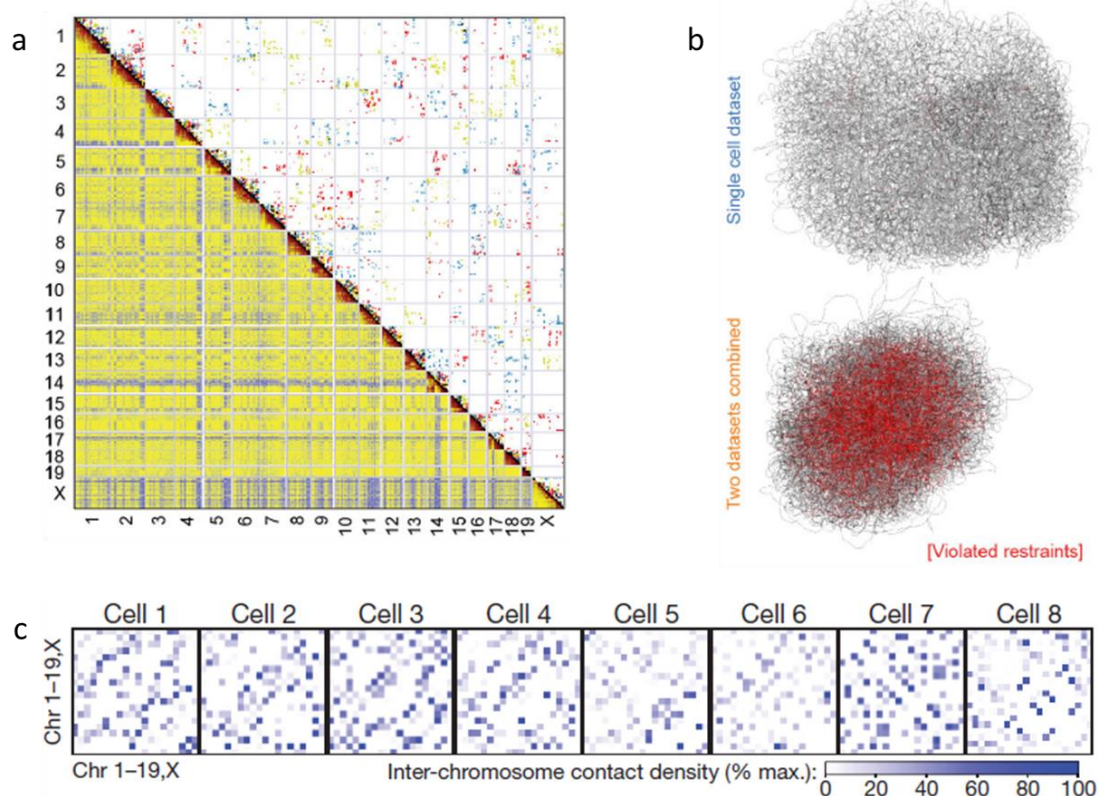 a
1
2
3
4
5
6
7
8
9
10
11
12
13
14
15
16
17
18
19
X
1 2 3 4 5 6 7 8 9 10 11 12 13 14 15 16 17 18 19 X
b
Single cell dataset
Two datasets combined
[Violated restraints]
c
Cell 1 Cell 2 Cell 3 Cell 4 Cell 5 Cell 6 Cell 7 Cell 8
Chr 1–19,X
Chr 1–19,X
Inter-chromosome contact density (% max.):
0 20 40 60 80 100